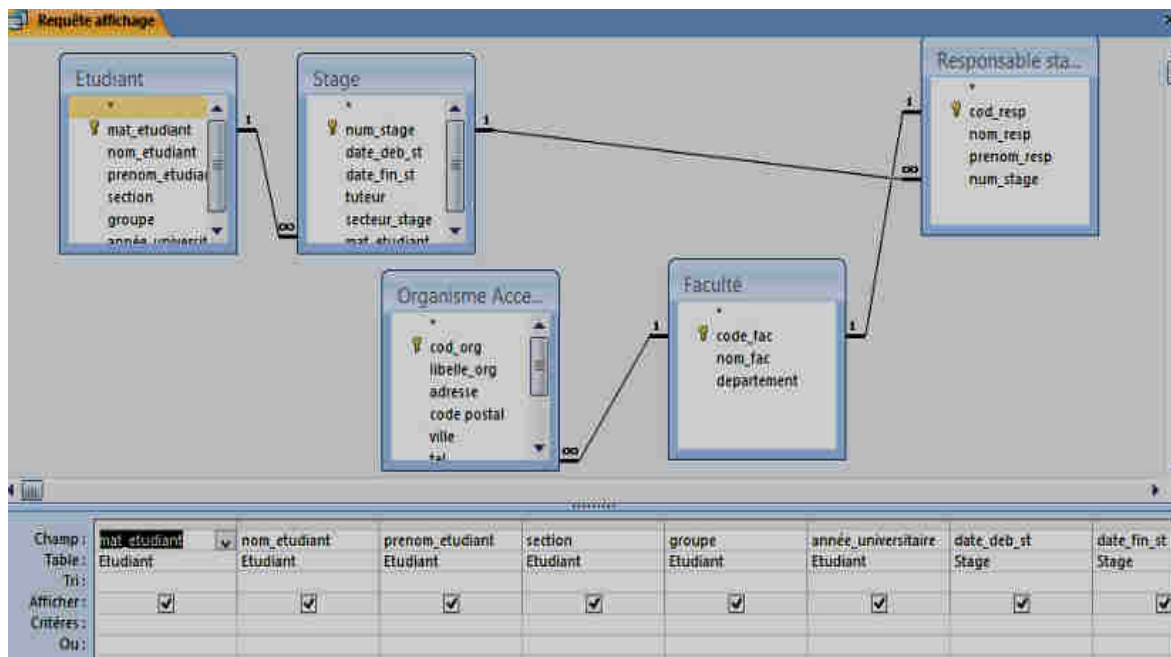 Requête affichage
Etudiant
*
mat_etudiant
nom_etudiant
prenom_etudiai
section
groupe
année_universit
1
∞
Stage
*
num_stage
date_deb_st
date_fin_st
tuteur
secteur_stage
mat_etudiant
1
∞
Responsable sta...
*
cod_resp
nom_resp
prenom_resp
num_stage
1
Organisme Acce...
*
cod_org
libelle_org
adresse
code postal
ville
tel
∞
1
Faculté
*
code_fac
nom_fac
departement
1
Champ : mat_etudiant nom_etudiant prenom_etudiant section groupe année_universitaire date_deb_st date_fin_st
Table : Etudiant Etudiant Etudiant Etudiant Etudiant Etudiant Stage Stage
Tri :
Afficher :
Critères :
Ou :